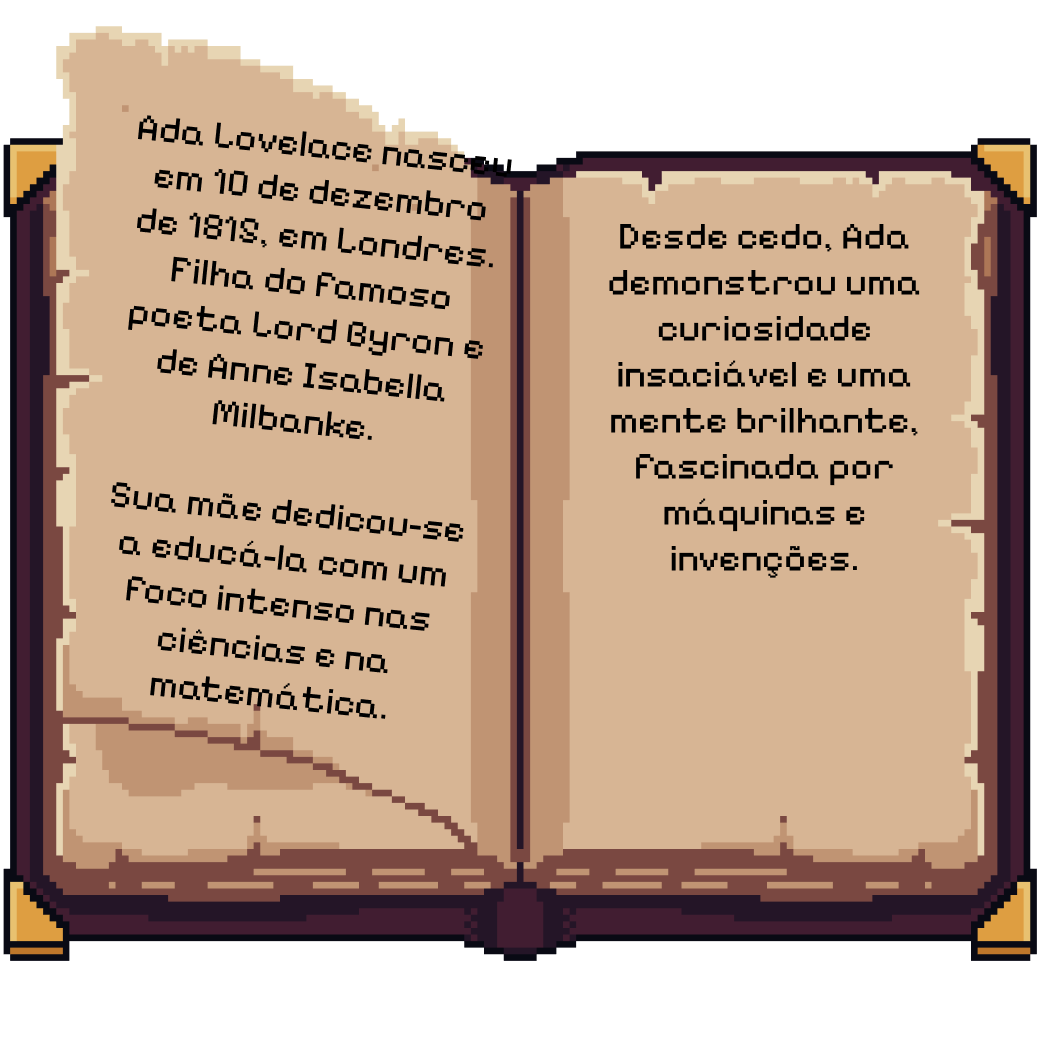 Ada Lovelace nasceu
em 10 de dezembro
de 1819, em Londres.
Filha do famoso
poeta Lord Byron e
de Anne Isabella
Milbanke.
Sua mãe dedicou-se
a educá-la com um
foco intenso nas
ciências e na
matemática.
Desde cedo, Ada
demonstrou uma
curiosidade
insaciável e uma
mente brilhante,
fascinada por
máquinas e
invenções.